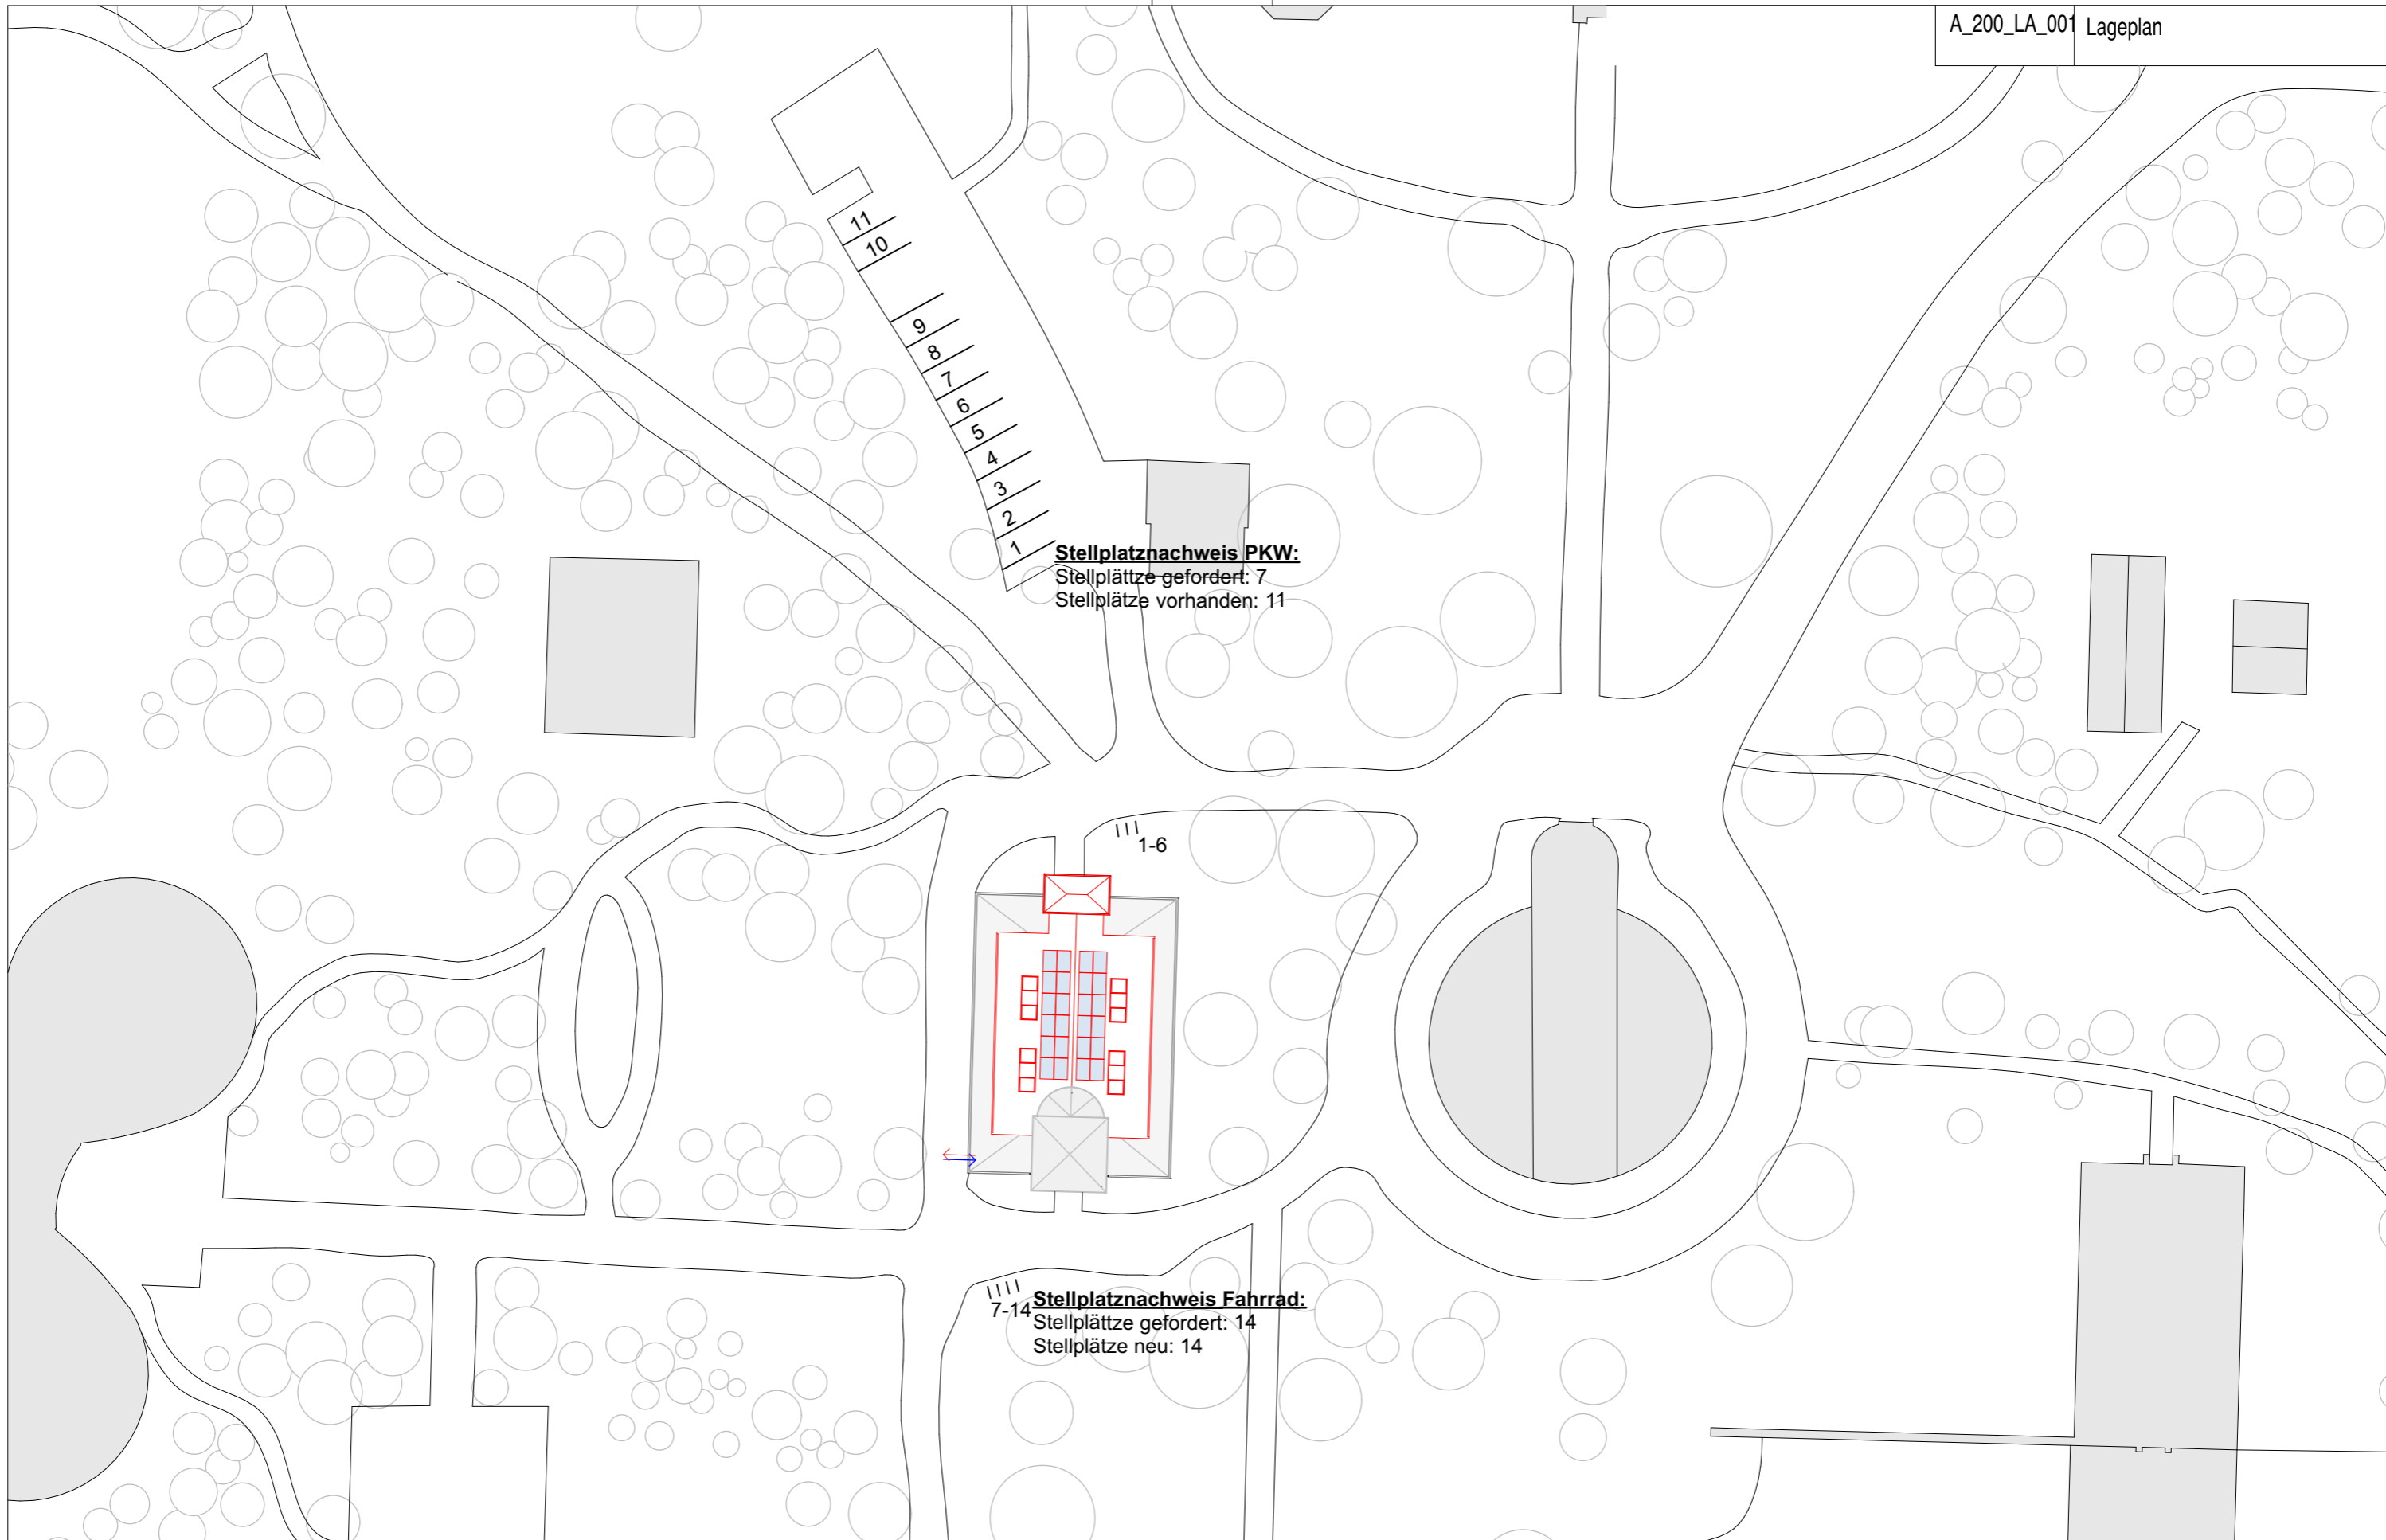 A_200_LA_001 Lageplan
11
10
9
8
7
6
5
4
3
2
1
Stellplatznachweis PKW:
Stellplättze gefordert: 7
Stellplätze vorhanden: 11
1-6
7-14
Stellplatznachweis Fahrrad:
Stellplättze gefordert: 14
Stellplätze neu: 14